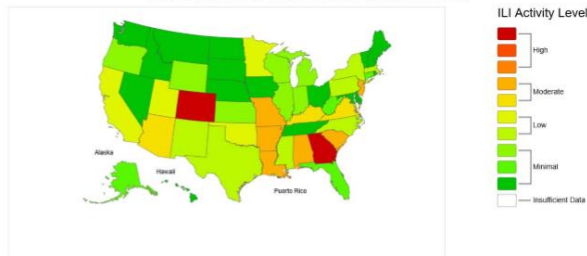 ILI Activity Level
High
Moderate
Low
Minimal
Insufficient Data
Alaska
Hawaii
Puerto Rico